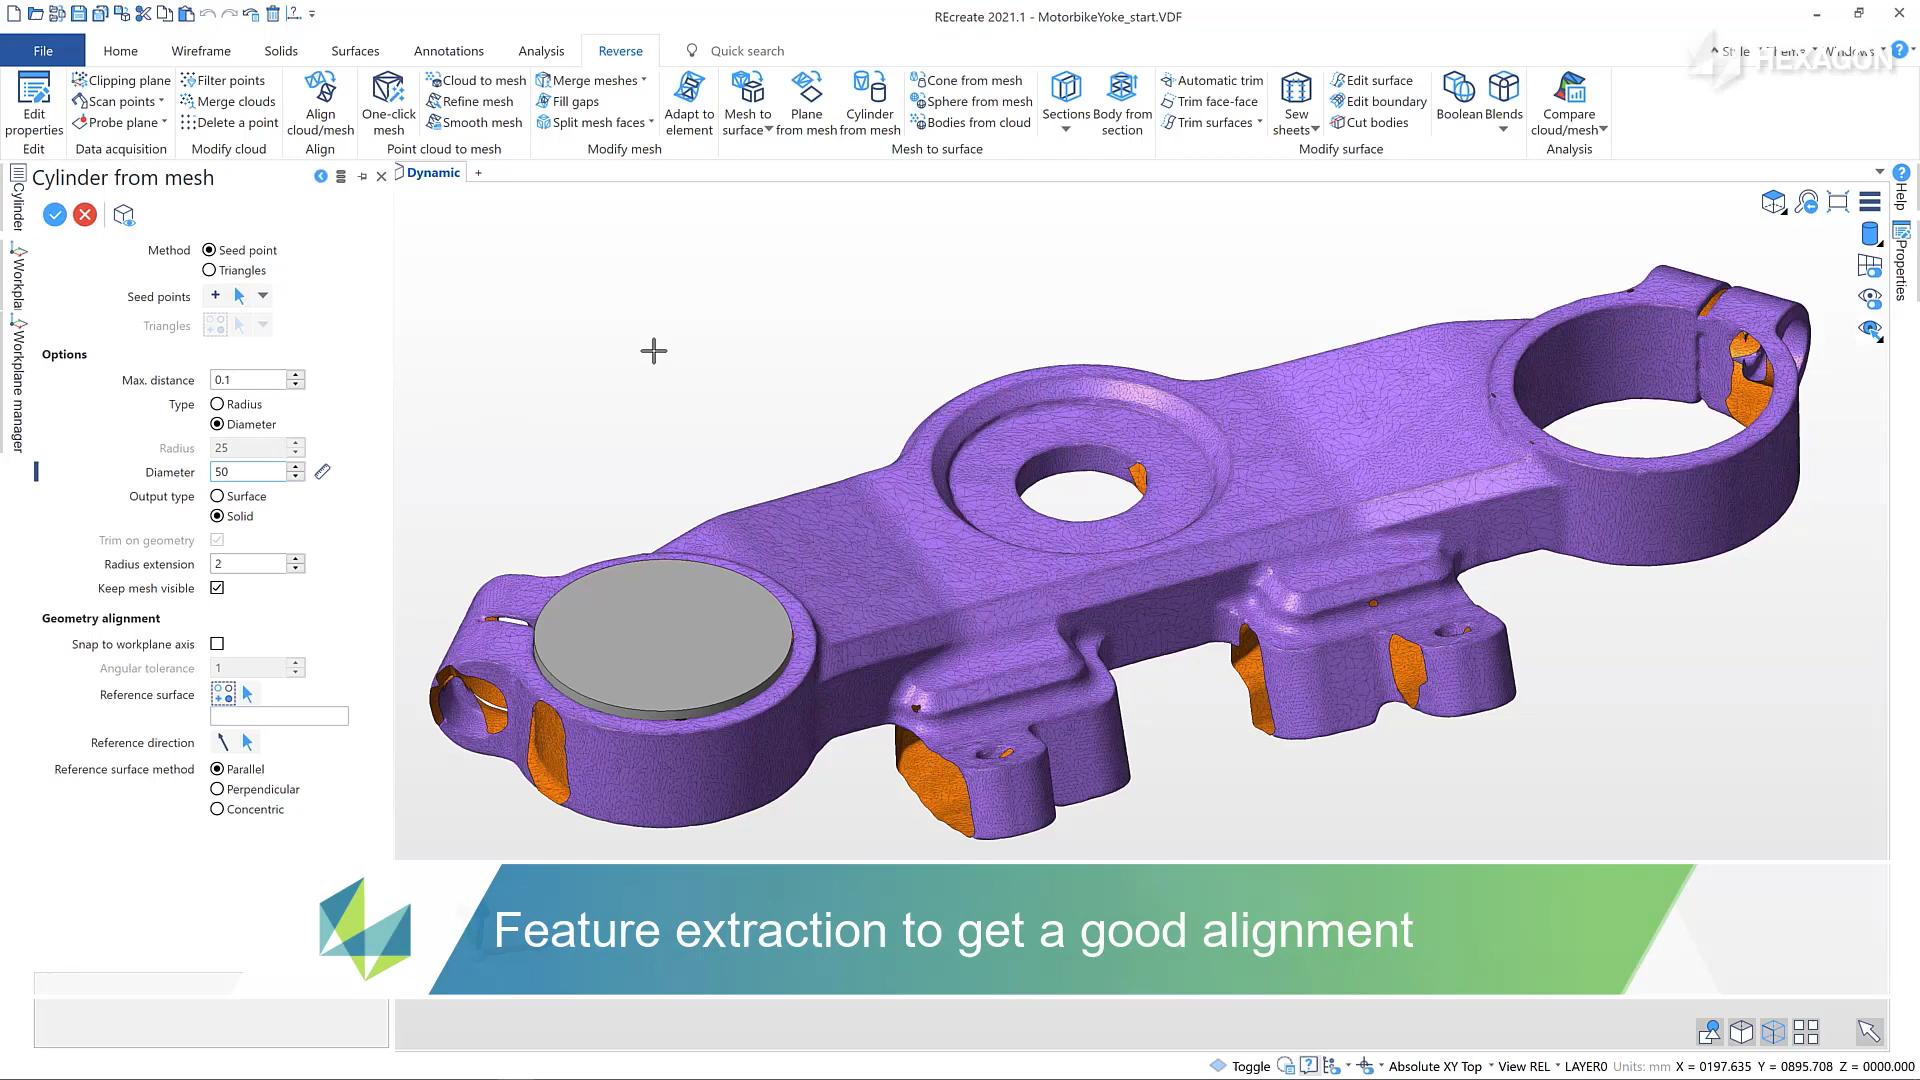 REcreate 2021.1 - MotorbikeYoke_start.VDF
File Home Wireframe Solids Surfaces Annotations Analysis Reverse Quick search
Style Theme Windows
HEXAGON
Edit properties
Edit
Clipping plane
Scan points
Probe plane
Data acquisition
Filter points
Merge clouds
Delete a point
Modify cloud
Align cloud/mesh
Align
One-click mesh
Cloud to mesh
Refine mesh
Smooth mesh
Point cloud to mesh
Merge meshes
Fill gaps
Split mesh faces
Adapt to element
Modify mesh
Mesh to surface
Plane from mesh
Cylinder from mesh
Cone from mesh
Sphere from mesh
Bodies from cloud
Mesh to surface
Sections
Body from section
Automatic trim
Trim face-face
Trim surfaces
Sew sheets
Edit surface
Edit boundary
Cut bodies
Boolean
Blends
Modify surface
Compare cloud/mesh
Analysis
Cylinder
Workpla
Workplane manager
Cylinder from mesh
Method Seed point
Triangles
Seed points
Triangles
Options
Max. distance 0.1
Type Radius
Diameter
Radius 25
Diameter 50
Output type Surface
Solid
Trim on geometry
Radius extension 2
Keep mesh visible
Geometry alignment
Snap to workplane axis
Angular tolerance 1
Reference surface
Reference direction
Reference surface method Parallel
Perpendicular
Concentric
Dynamic +
Help
Properties
Feature extraction to get a good alignment
Toggle Absolute XY Top View REL LAYER0 Units: mm X = 0197.635 Y = 0895.708 Z = 0000.000